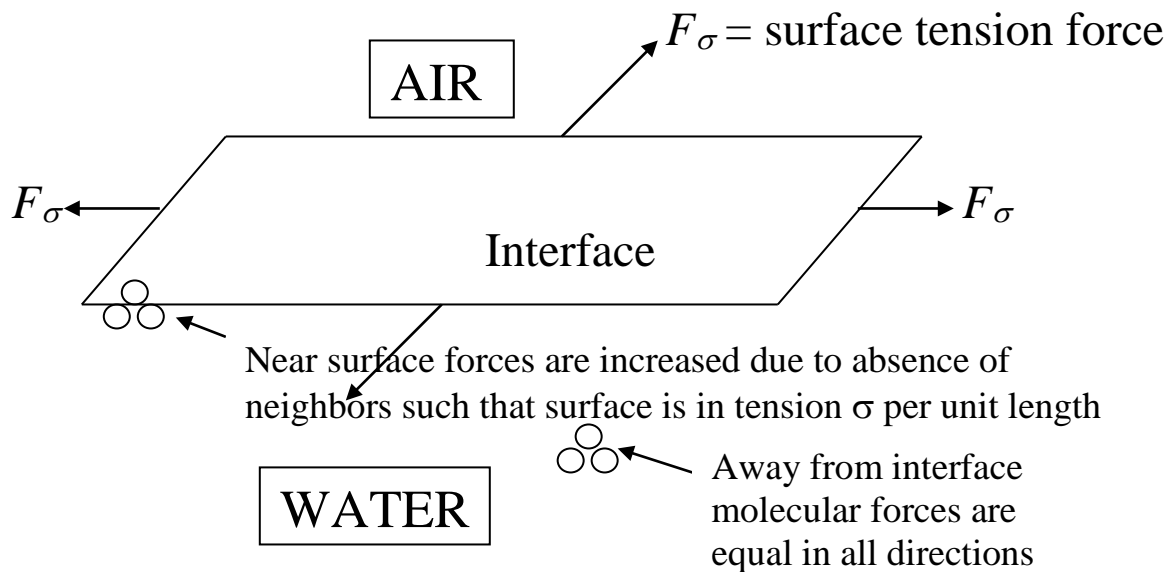 Fσ = surface tension force
AIR
Fσ
Fσ
Interface
Near surface forces are increased due to absence of
neighbors such that surface is in tension σ per unit length
Away from interface
molecular forces are
equal in all directions
WATER